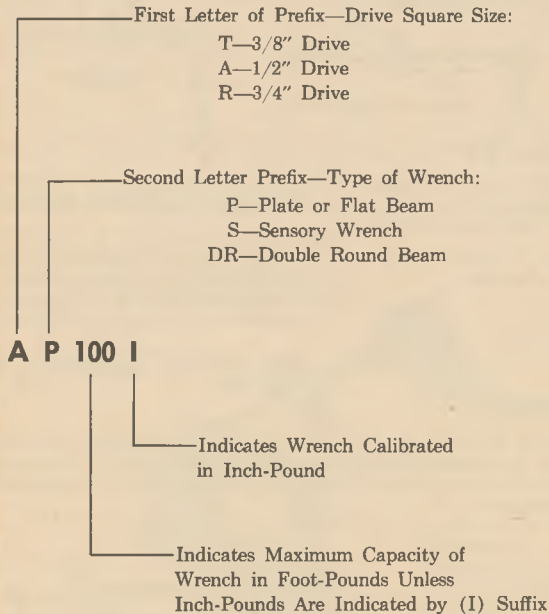 First Letter of Prefix—Drive Square Size:
T—3/8″ Drive
A—1/2″ Drive
R—3/4″ Drive
Second Letter Prefix—Type of Wrench:
P—Plate or Flat Beam
S—Sensory Wrench
DR—Double Round Beam
A P 100 I
Indicates Wrench Calibrated
in Inch-Pound
Indicates Maximum Capacity of
Wrench in Foot-Pounds Unless
Inch-Pounds Are Indicated by (I) Suffix